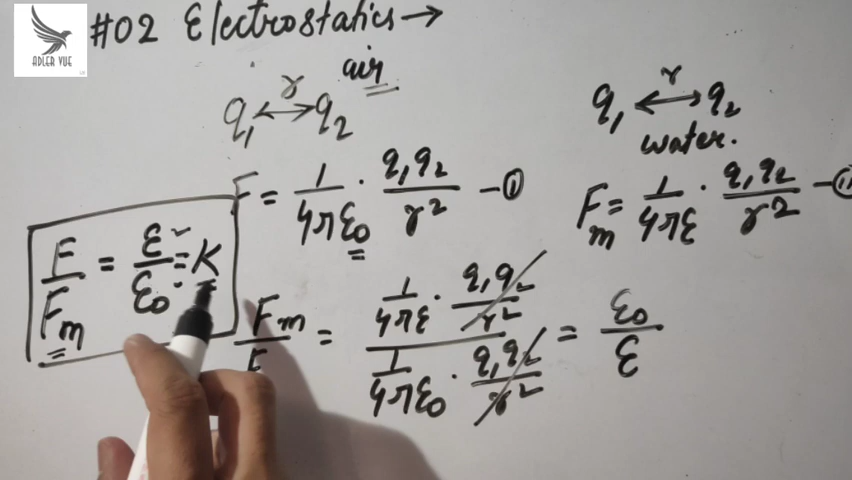 ADLER VUE
#02 Electrostatics →
air
r
q₁ ↔ q₂
r
q₁ ↔ q₂
water.
F = 1/4πε₀ · q₁q₂/r² – ①
Fm = 1/4πε · q₁q₂/r² – ②
F/Fm = ε/ε₀ = K
Fm/F = (1/4πε · q₁q₂/r²)/(1/4πε₀ · q₁q₂/r²) = ε₀/ε